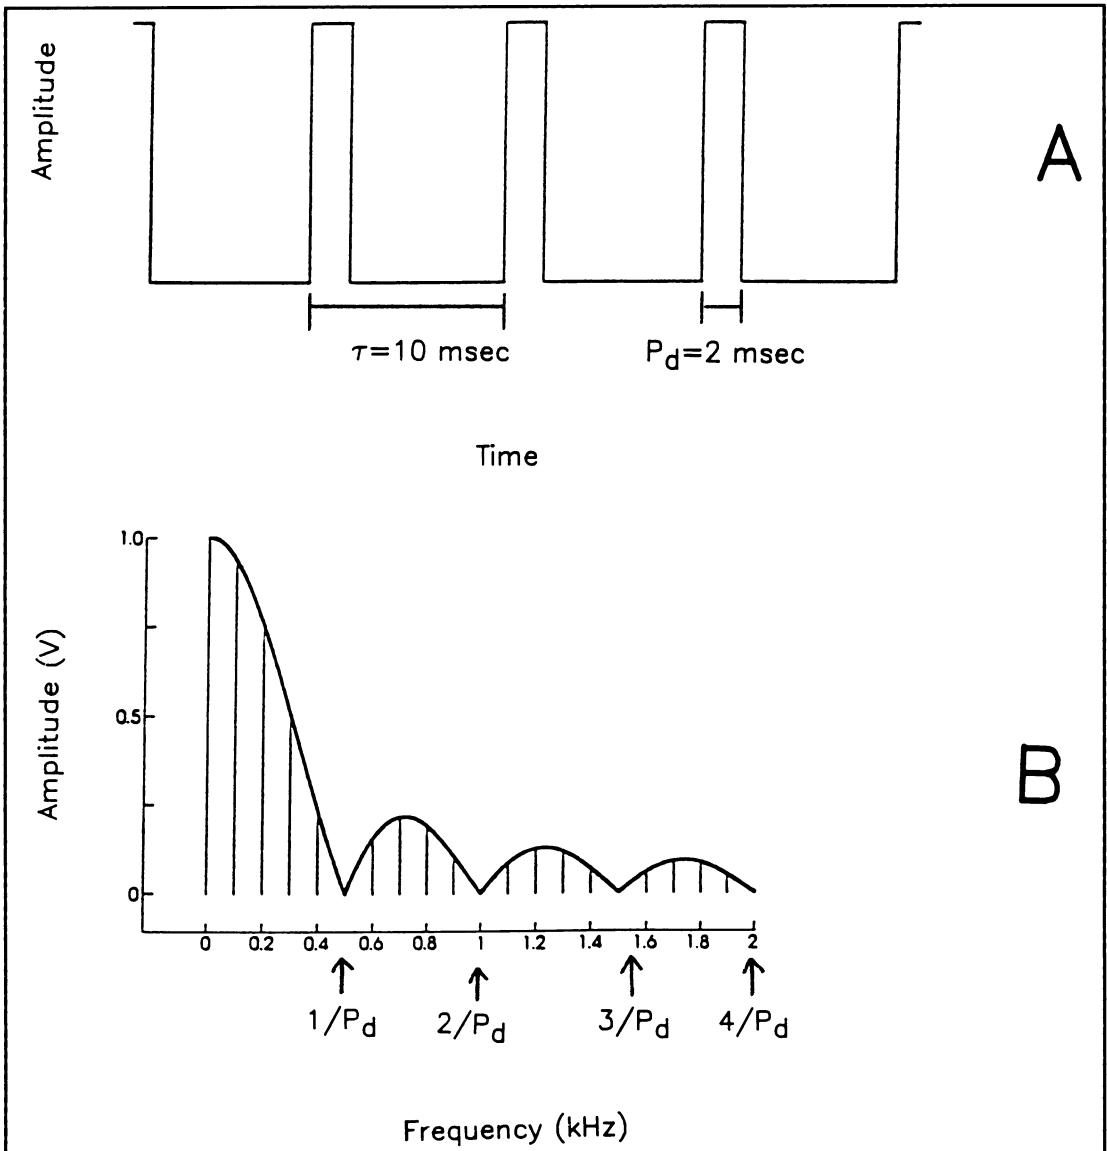 Amplitude
A
τ=10 msec
Pd=2 msec
Time
Amplitude (V)
1.0
0.5
0
B
0 0.2 0.4 0.6 0.8 1 1.2 1.4 1.6 1.8 2
1/Pd 2/Pd 3/Pd 4/Pd
Frequency (kHz)